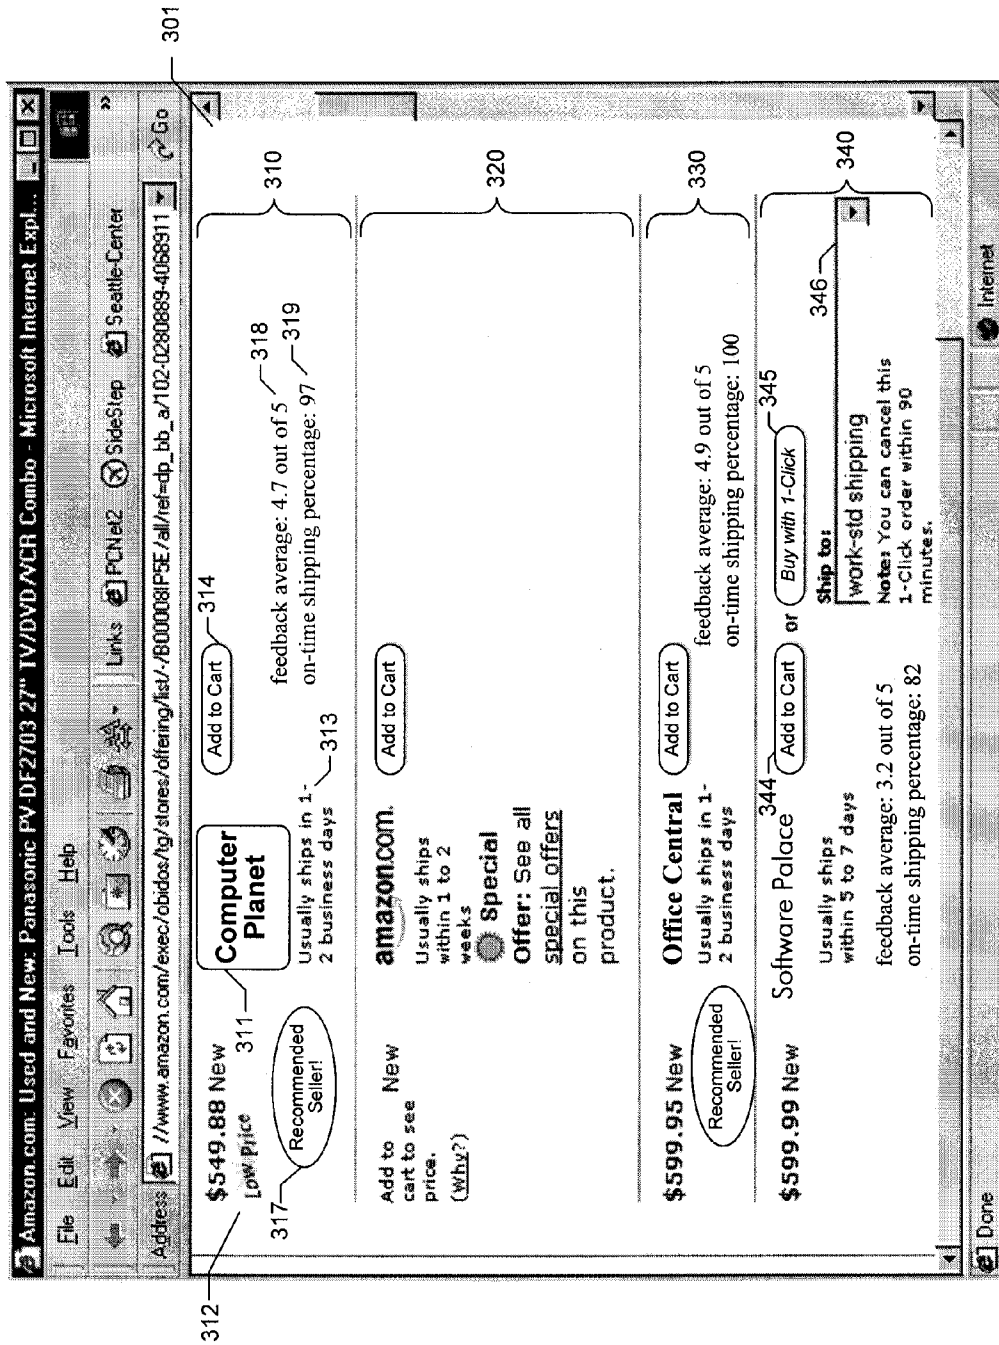 Amazon.com: Used and New: Panasonic PV-DF2703 27" TV/DVD/VCR Combo - Microsoft Internet Expl...
File Edit View Favorites Tools Help
Links PCNet2 SideStep Seattle-Center »
Address //www.amazon.com/exec/obidos/tg/stores/offering/list/-/B00008IP5E/all/ref=dp_bb_a/102-0280889-4068911 Go
301
312
$549.88 New
Low Price
311
317
Recommended
Seller!
Computer
Planet
Usually ships in 1-
2 business days
313
Add to Cart
314
feedback average: 4.7 out of 5
318
on-time shipping percentage: 97
319
310
Add to
cart to see
price.
(Why?)
New
amazon.com.
Usually ships
within 1 to 2
weeks
Special
Offer: See all
special offers
on this
product.
Add to Cart
320
$599.95 New
Recommended
Seller!
Office Central
Usually ships in 1-
2 business days
Add to Cart
feedback average: 4.9 out of 5
on-time shipping percentage: 100
330
$599.99 New
Software Palace
344
Usually ships
within 5 to 7 days
feedback average: 3.2 out of 5
on-time shipping percentage: 82
Add to Cart or Buy with 1-Click
345
Ship to:
346
work-std shipping
Note: You can cancel this
1-Click order within 90
minutes.
340
Done
Internet